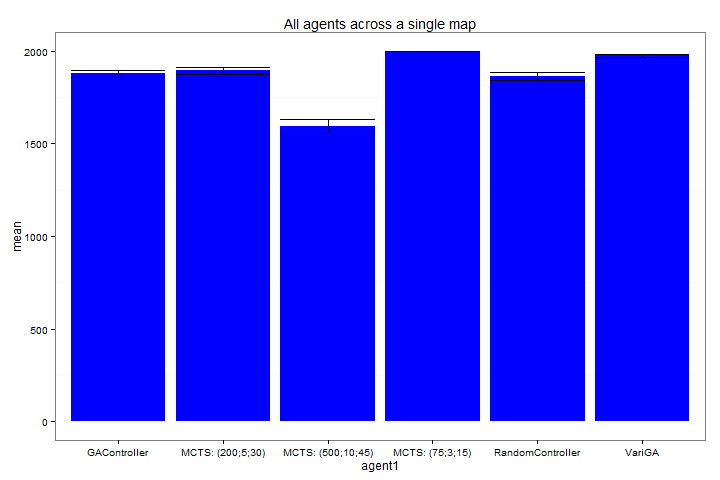 All agents across a single map
2000
1500
1000
500
0
mean
GAController MCTS: (200;5;30) MCTS: (500;10;45) MCTS: (75;3;15) RandomController VariGA
agent1